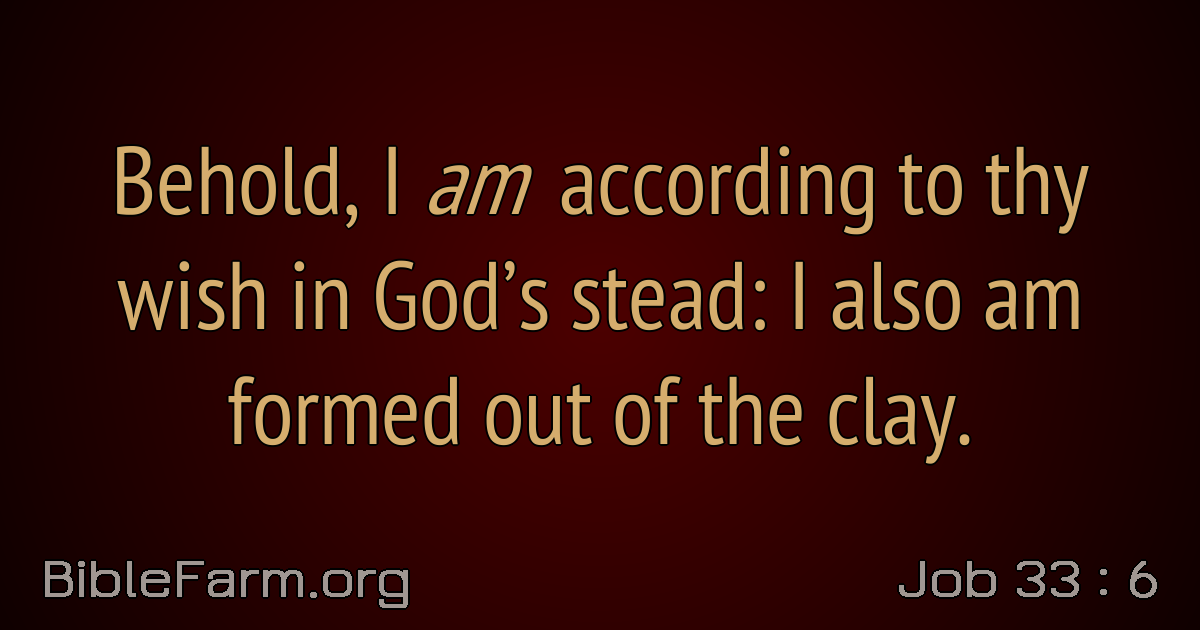 Behold, I am according to thy
wish in God’s stead: I also am
formed out of the clay.
BibleFarm.org
Job 33 : 6